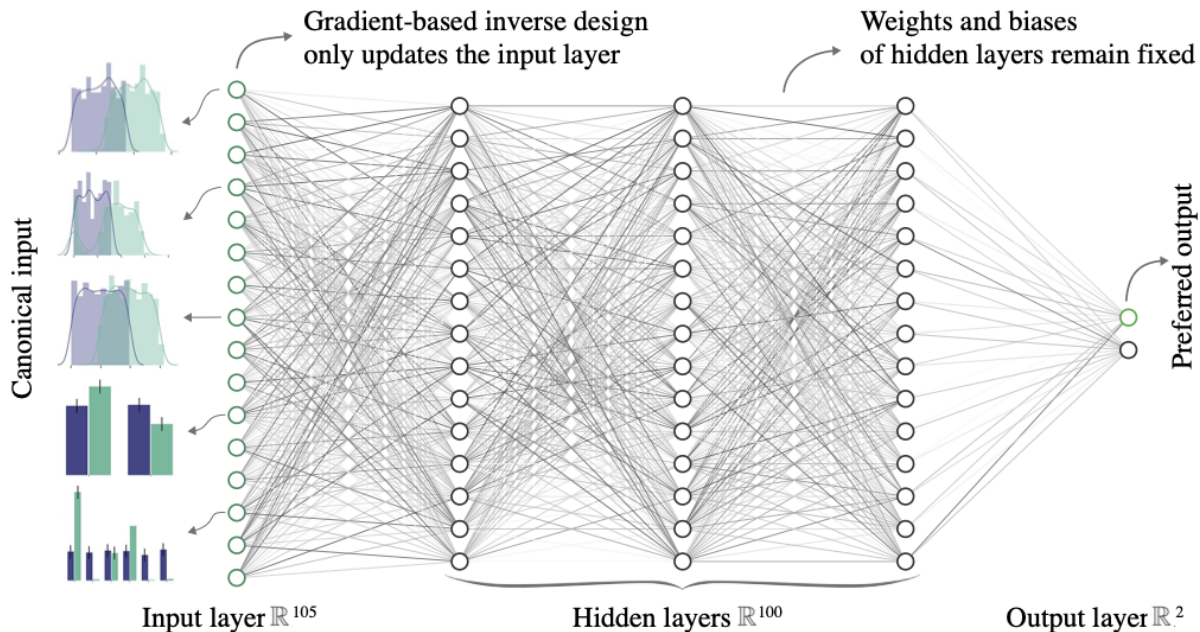 Gradient-based inverse design
only updates the input layer
Weights and biases
of hidden layers remain fixed
Canonical input
Preferred output
Input layer ℝ¹⁰⁵
Hidden layers ℝ¹⁰⁰
Output layer ℝ²